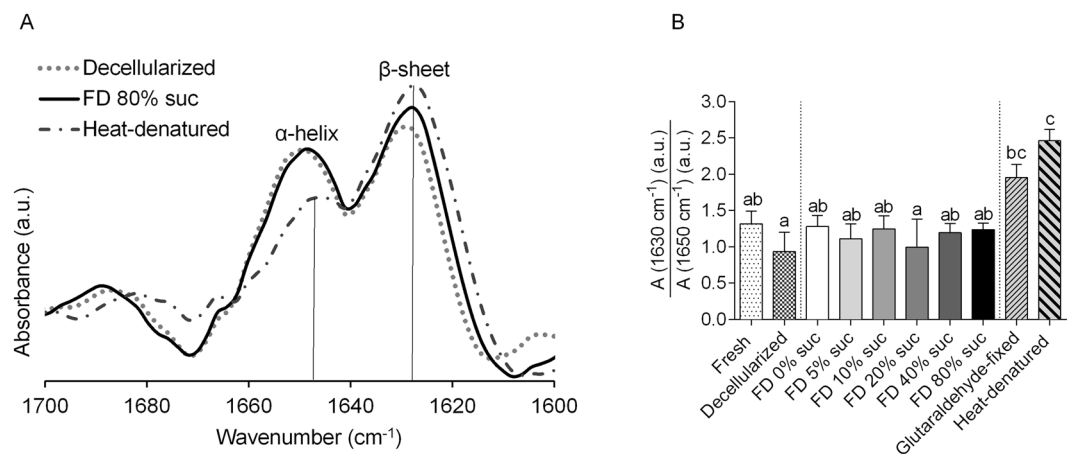 A
Decellularized
FD 80% suc
Heat-denatured
α-helix
β-sheet
Absorbance (a.u.)
1700
1680
1660
1640
1620
1600
Wavenumber (cm⁻¹)
B
A (1630 cm⁻¹) (a.u.)
A (1650 cm⁻¹) (a.u.)
3.0
2.5
2.0
1.5
1.0
0.5
0.0
ab
a
ab
ab
ab
a
ab
ab
bc
c
Fresh
Decellularized
FD 0% suc
FD 5% suc
FD 10% suc
FD 20% suc
FD 40% suc
FD 80% suc
Glutaraldehyde-fixed
Heat-denatured